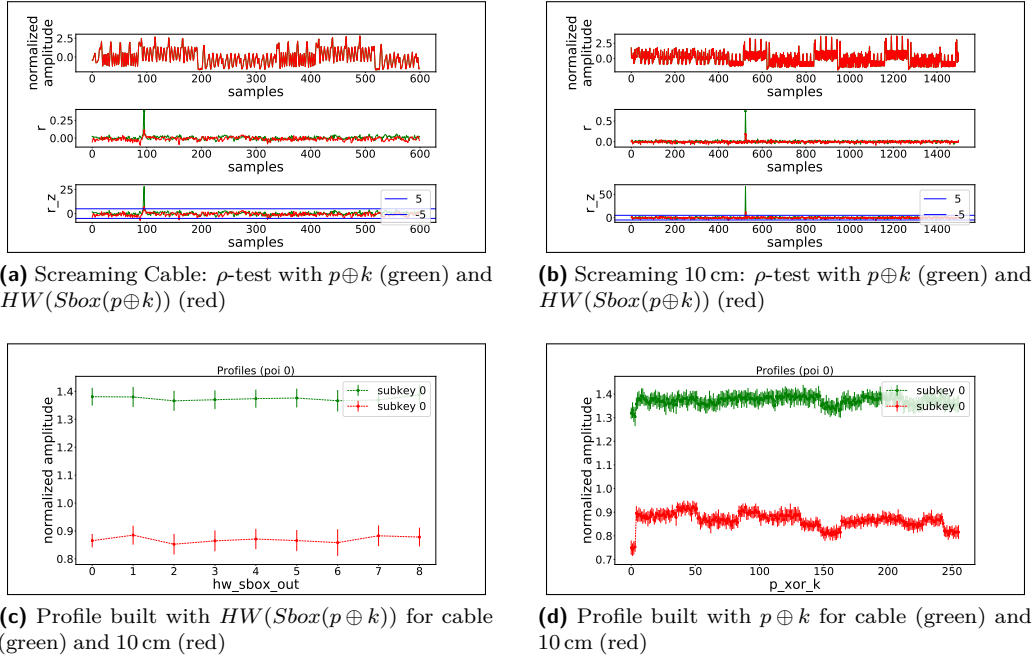 normalized
amplitude
2.5
0.0
0 100 200 300 400 500 600
samples
r
0.25
0.00
0 100 200 300 400 500 600
samples
r_z
25
0
5
-5
0 100 200 300 400 500 600
samples
(a) Screaming Cable: ρ-test with p⊕k (green) and
HW(Sbox(p⊕k)) (red)
normalized
amplitude
2.5
0.0
0 200 400 600 800 1000 1200 1400
samples
r
0.5
0.0
0 200 400 600 800 1000 1200 1400
samples
r_z
50
0
5
-5
0 200 400 600 800 1000 1200 1400
samples
(b) Screaming 10 cm: ρ-test with p⊕k (green) and
HW(Sbox(p⊕k)) (red)
Profiles (poi 0)
normalized amplitude
1.4
1.3
1.2
1.1
1.0
0.9
0.8
subkey 0
subkey 0
0 1 2 3 4 5 6 7 8
hw_sbox_out
(c) Profile built with HW(Sbox(p ⊕ k)) for cable
(green) and 10 cm (red)
Profiles (poi 0)
normalized amplitude
1.4
1.3
1.2
1.1
1.0
0.9
0.8
0.7
subkey 0
subkey 0
0 50 100 150 200 250
p_xor_k
(d) Profile built with p ⊕ k for cable (green) and
10 cm (red)